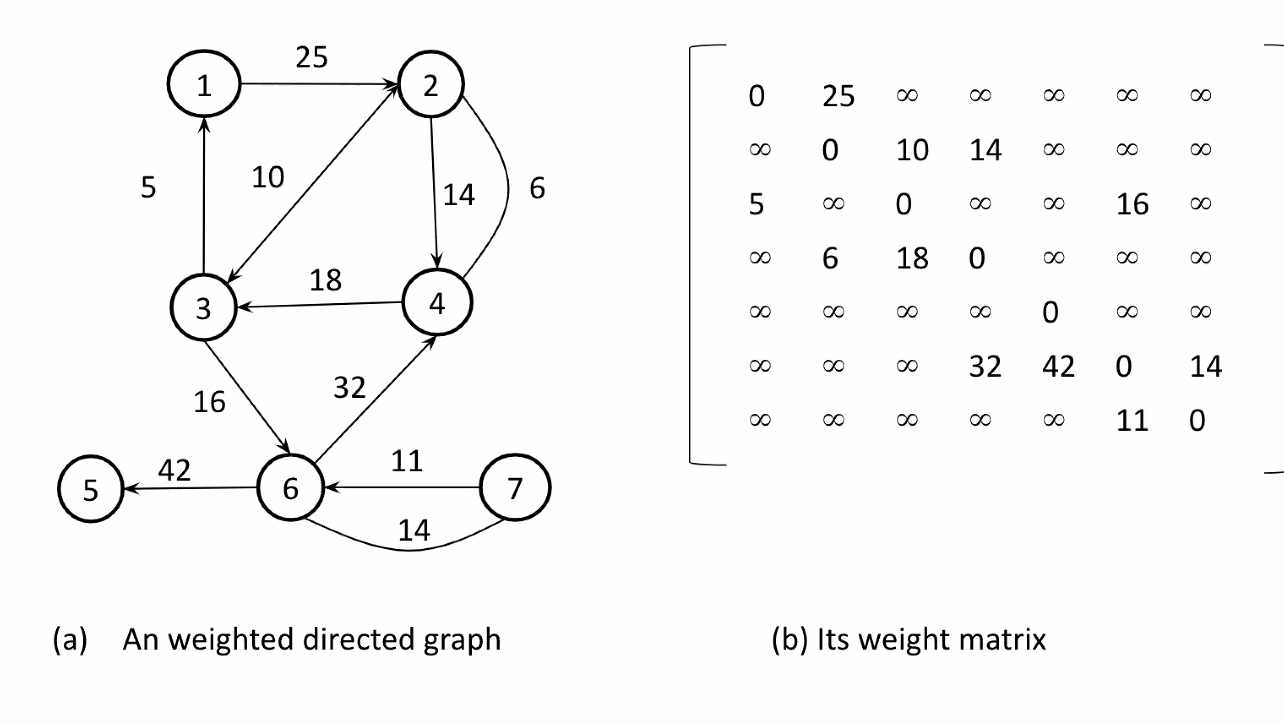 25
1
2
5
10
14
6
18
3
4
16
32
42
11
5
6
7
14
0 25 ∞ ∞ ∞ ∞ ∞
∞ 0 10 14 ∞ ∞ ∞
5 ∞ 0 ∞ ∞ 16 ∞
∞ 6 18 0 ∞ ∞ ∞
∞ ∞ ∞ ∞ 0 ∞ ∞
∞ ∞ ∞ 32 42 0 14
∞ ∞ ∞ ∞ ∞ 11 0
(a) An weighted directed graph
(b) Its weight matrix